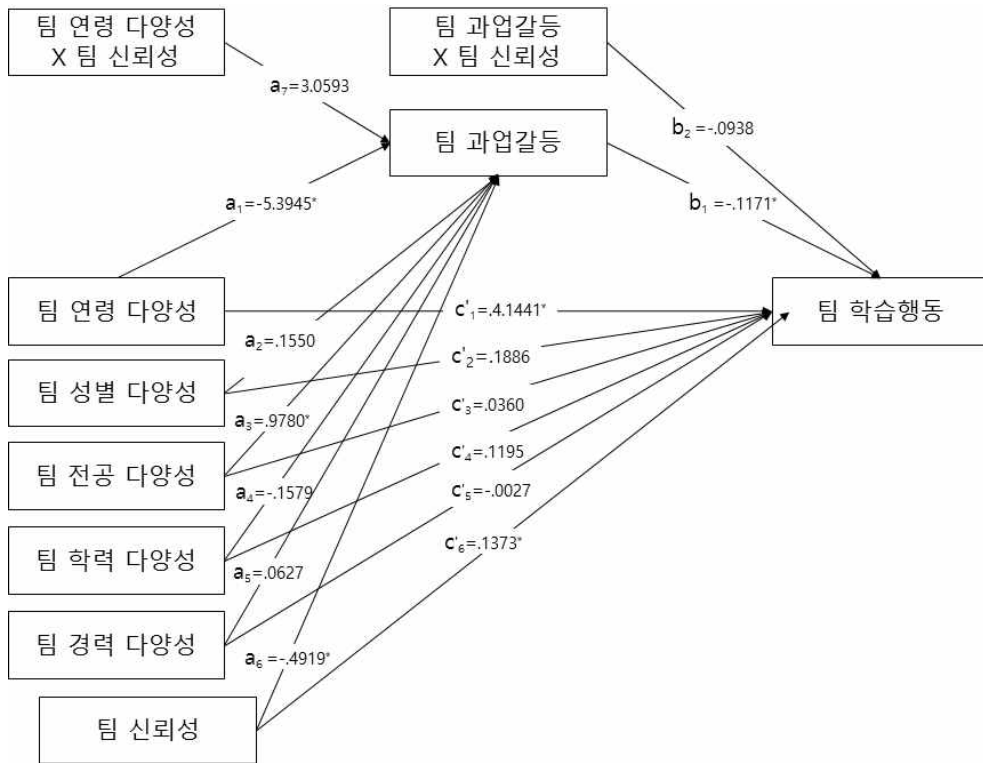 팀 연령 다양성
X 팀 신뢰성
팀 과업갈등
X 팀 신뢰성
a₇=3.0593
b₂ =-.0938
팀 과업갈등
a₁=-5.3945*
b₁ =-.1171*
팀 연령 다양성
c'₁=.4.1441*
팀 학습행동
a₂=.1550
c'₂=.1886
팀 성별 다양성
a₃=.9780*
c'₃=.0360
팀 전공 다양성
c'₄=.1195
a₄=-.1579
c'₅=-.0027
팀 학력 다양성
c'₆=.1373*
a₅=.0627
팀 경력 다양성
a₆ =-.4919*
팀 신뢰성